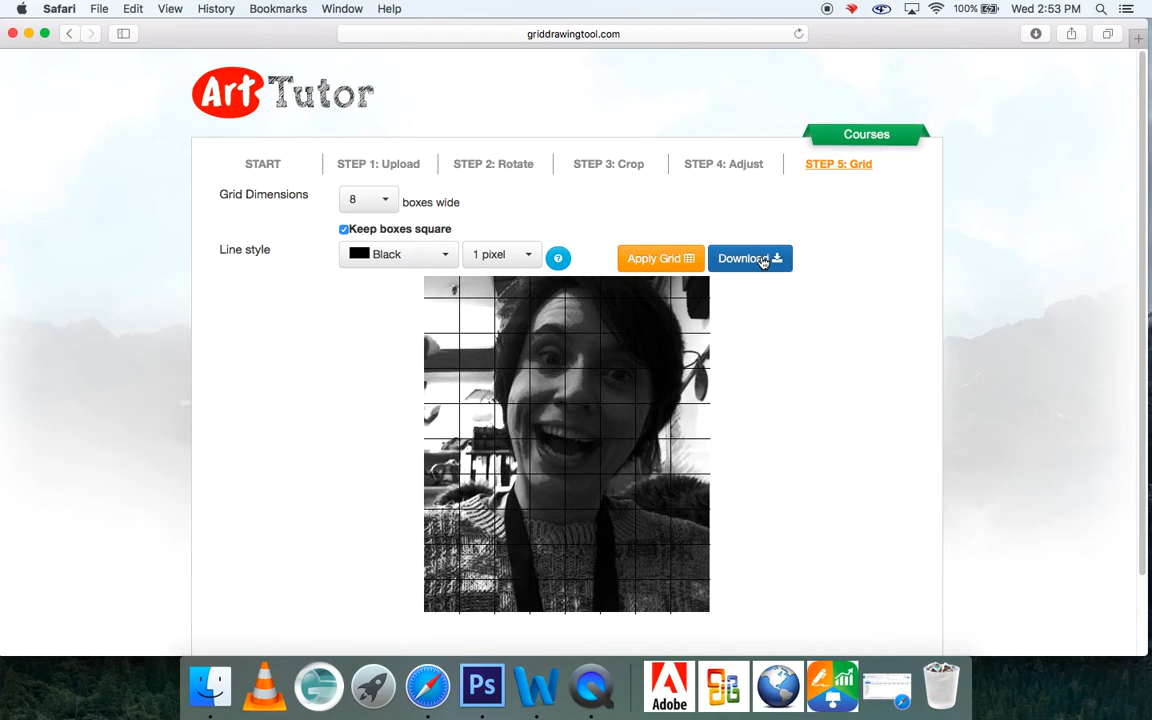 Safari File Edit View History Bookmarks Window Help 100% Wed 2:53 PM
griddrawingtool.com
Art Tutor
Courses
START STEP 1: Upload STEP 2: Rotate STEP 3: Crop STEP 4: Adjust STEP 5: Grid
Grid Dimensions 8 boxes wide
Keep boxes square
Line style Black 1 pixel ? Apply Grid Download
Ps W Adobe